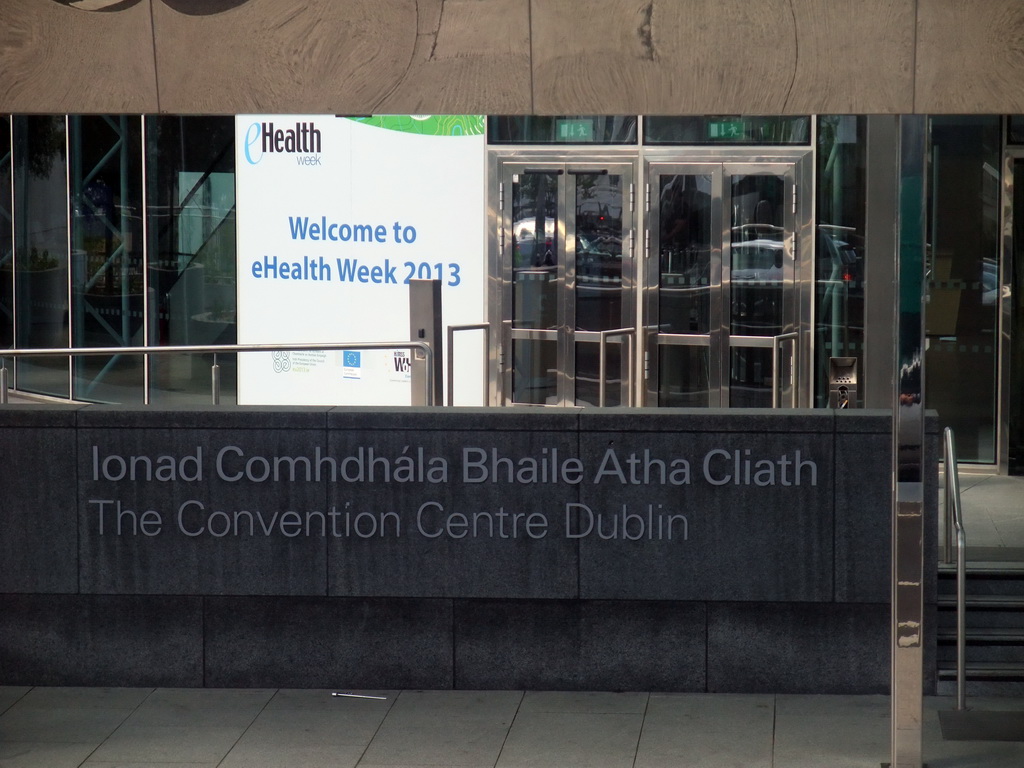 eHealth
week
Welcome to
eHealth Week 2013
Ionad Comhdhála Bhaile Atha Cliath
The Convention Centre Dublin